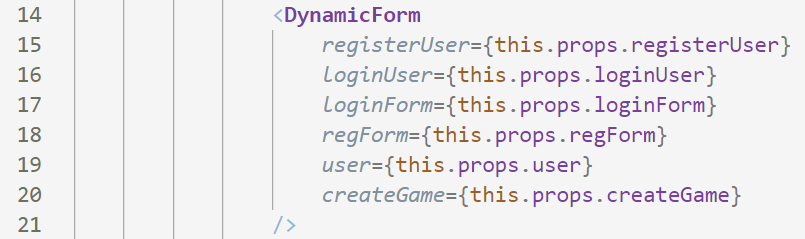 14 <DynamicForm
15 registerUser={this.props.registerUser}
16 loginUser={this.props.loginUser}
17 loginForm={this.props.loginForm}
18 regForm={this.props.regForm}
19 user={this.props.user}
20 createGame={this.props.createGame}
21 />